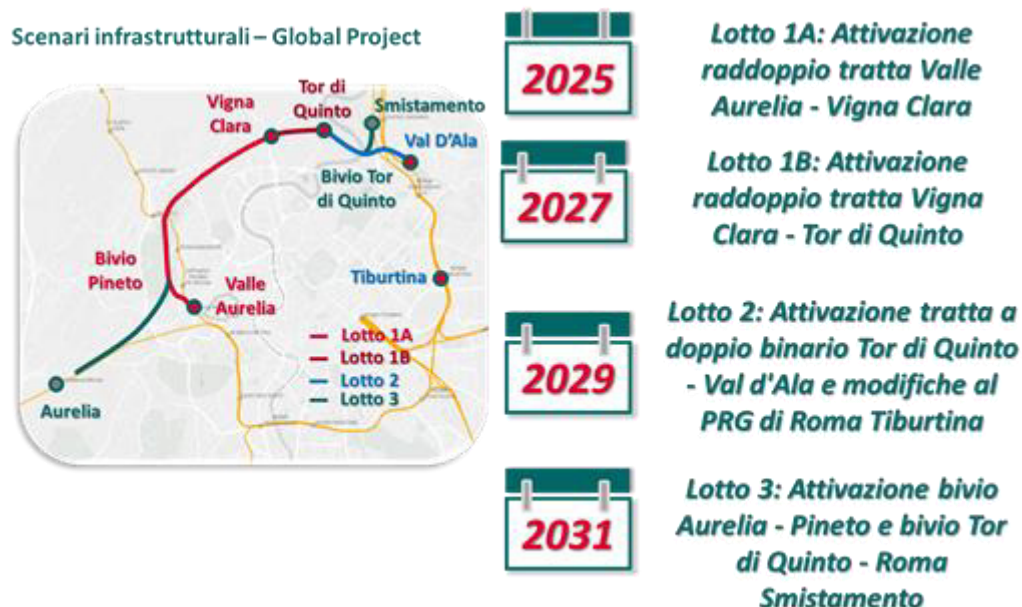 Scenari infrastrutturali – Global Project
Vigna
Clara
Tor di
Quinto
Smistamento
Val D'Ala
Bivio Tor
di Quinto
Bivio
Pineto
Valle
Aurelia
Tiburtina
Aurelia
Lotto 1A
Lotto 1B
Lotto 2
Lotto 3
2025
Lotto 1A: Attivazione
raddoppio tratta Valle
Aurelia - Vigna Clara
2027
Lotto 1B: Attivazione
raddoppio tratta Vigna
Clara - Tor di Quinto
2029
Lotto 2: Attivazione tratta a
doppio binario Tor di Quinto
- Val d'Ala e modifiche al
PRG di Roma Tiburtina
2031
Lotto 3: Attivazione bivio
Aurelia - Pineto e bivio Tor
di Quinto - Roma
Smistamento